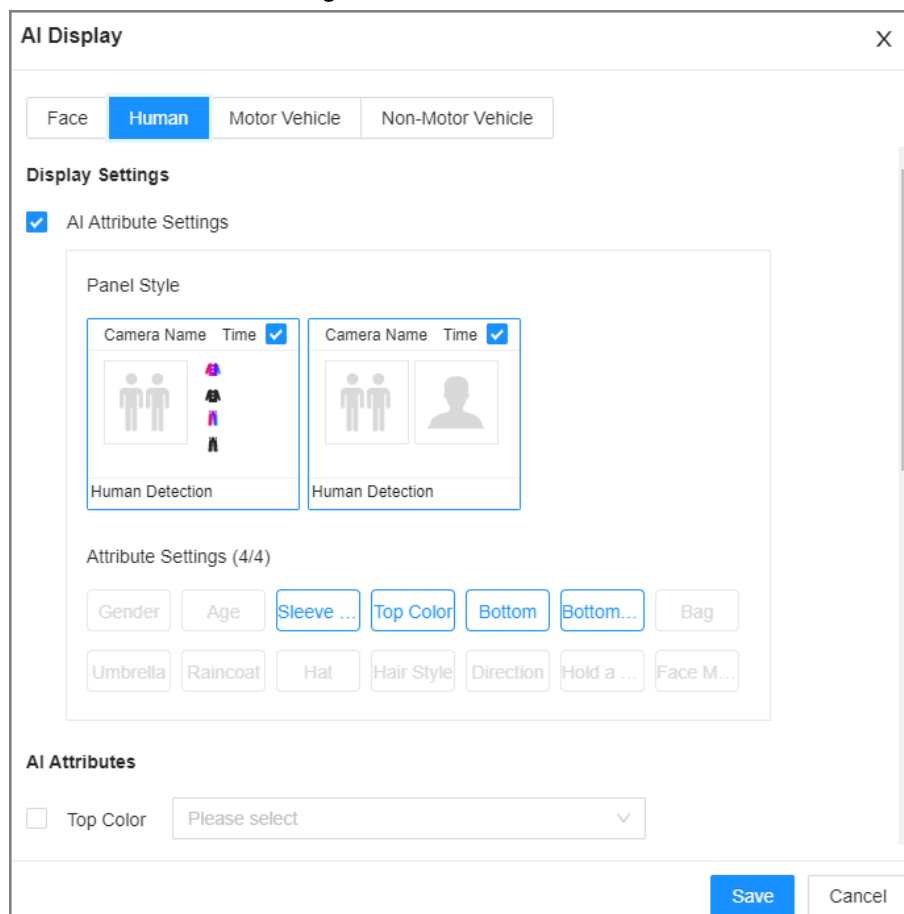 AI Display
X
Face Human Motor Vehicle Non-Motor Vehicle
Display Settings
AI Attribute Settings
Panel Style
Camera Name Time Camera Name Time
Human Detection Human Detection
Attribute Settings (4/4)
Gender Age Sleeve ... Top Color Bottom Bottom... Bag
Umbrella Raincoat Hat Hair Style Direction Hold a ... Face M...
AI Attributes
Top Color Please select
Save Cancel